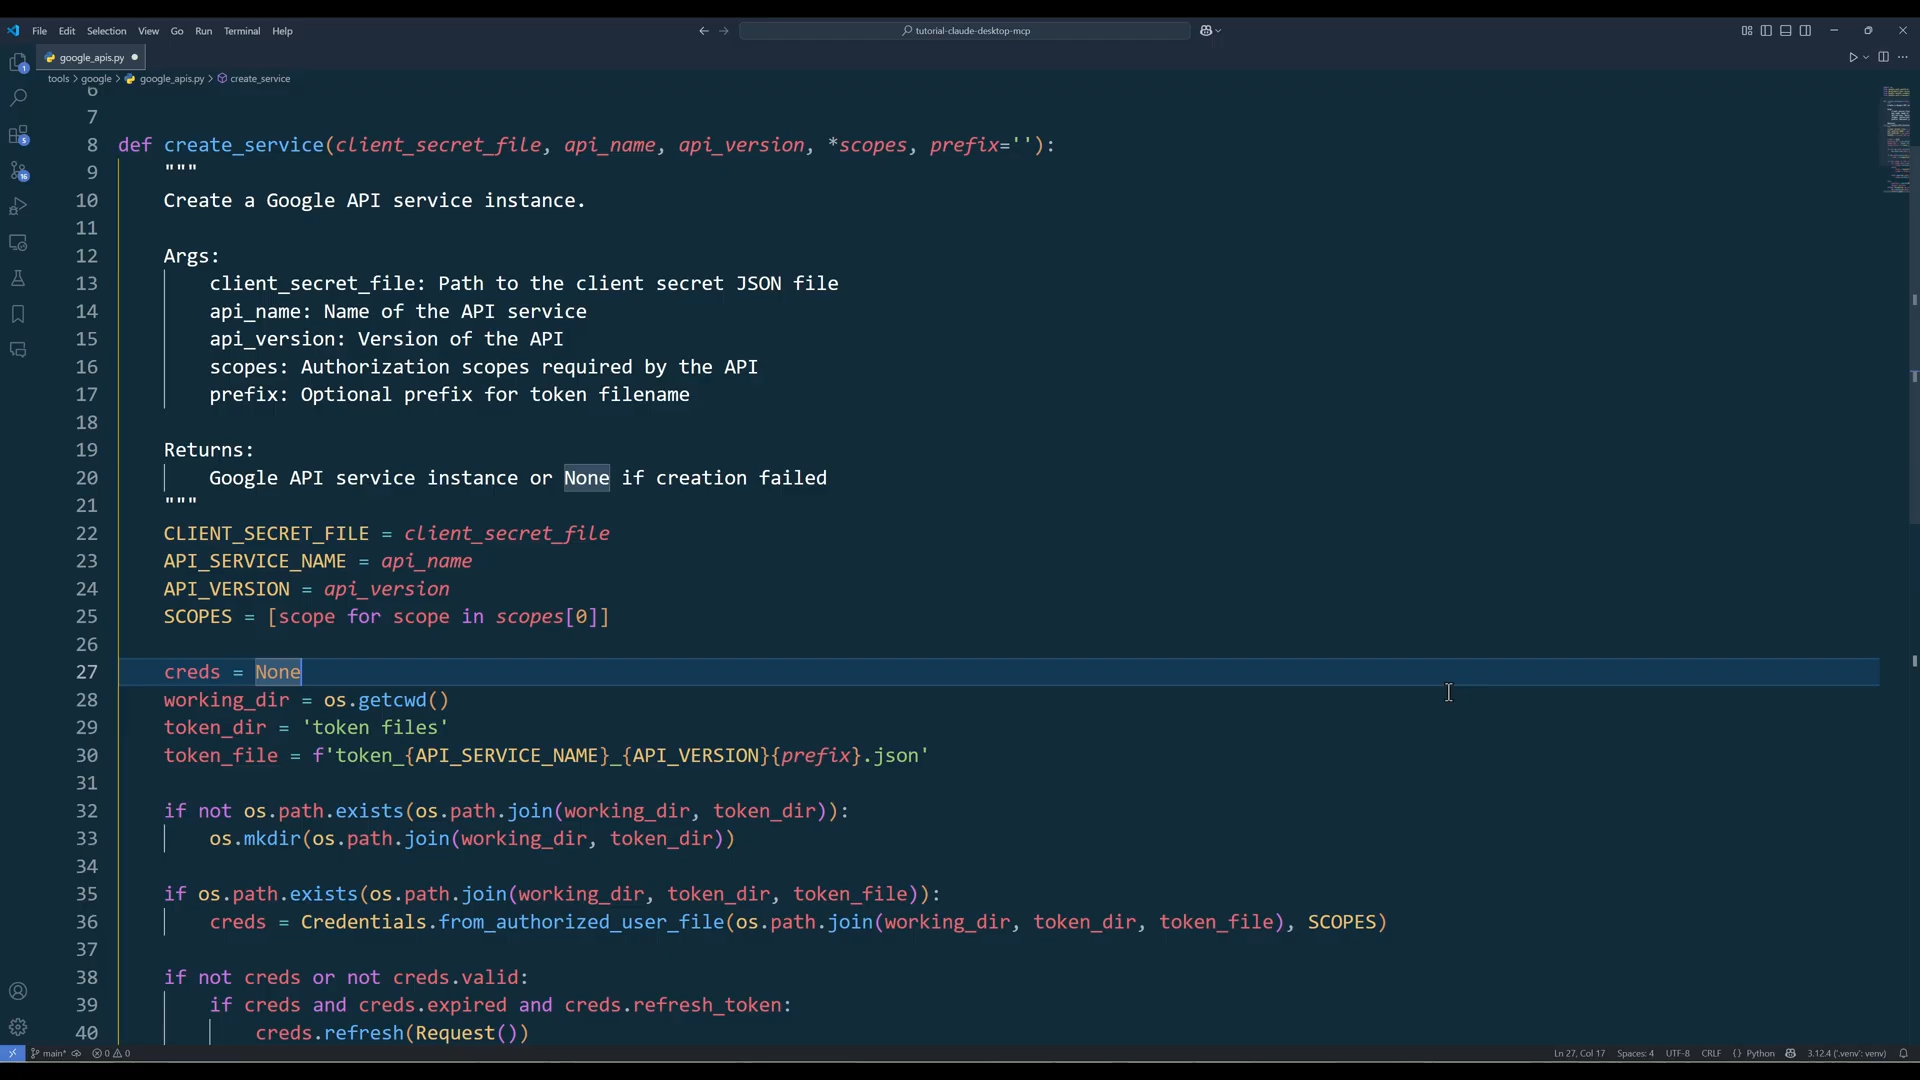 File Edit Selection View Go Run Terminal Help
tutorial-claude-desktop-mcp
google_apis.py
tools > google > google_apis.py > create_service
6
7
8 def create_service(client_secret_file, api_name, api_version, *scopes, prefix=''):
9 """
10 Create a Google API service instance.
11
12 Args:
13 client_secret_file: Path to the client secret JSON file
14 api_name: Name of the API service
15 api_version: Version of the API
16 scopes: Authorization scopes required by the API
17 prefix: Optional prefix for token filename
18
19 Returns:
20 Google API service instance or None if creation failed
21 """
22 CLIENT_SECRET_FILE = client_secret_file
23 API_SERVICE_NAME = api_name
24 API_VERSION = api_version
25 SCOPES = [scope for scope in scopes[0]]
26
27 creds = None
28 working_dir = os.getcwd()
29 token_dir = 'token files'
30 token_file = f'token_{API_SERVICE_NAME}_{API_VERSION}{prefix}.json'
31
32 if not os.path.exists(os.path.join(working_dir, token_dir)):
33 os.mkdir(os.path.join(working_dir, token_dir))
34
35 if os.path.exists(os.path.join(working_dir, token_dir, token_file)):
36 creds = Credentials.from_authorized_user_file(os.path.join(working_dir, token_dir, token_file), SCOPES)
37
38 if not creds or not creds.valid:
39 if creds and creds.expired and creds.refresh_token:
40 creds.refresh(Request())
1
5
16
main* 0 0 Ln 27, Col 17 Spaces: 4 UTF-8 CRLF {} Python 3.12.4 ('.venv': venv)